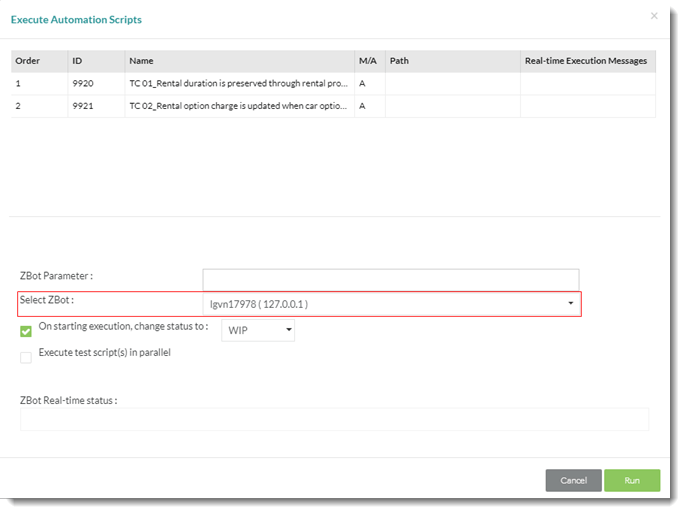 Execute Automation Scripts
×
Order ID Name M/A Path Real-time Execution Messages
1 9920 TC 01_Rental duration is preserved through rental pro... A
2 9921 TC 02_Rental option charge is updated when car optio... A
ZBot Parameter :
Select ZBot : lgvn17978 ( 127.0.0.1 )
On starting execution, change status to : WIP
Execute test script(s) in parallel
ZBot Real-time status :
Cancel Run